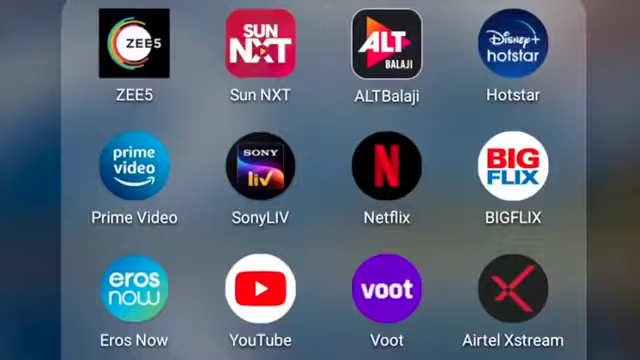 ZEE5
SUN
NXT
ALT
BALAJI
Disney+
hotstar
ZEE5
Sun NXT
ALTBalaji
Hotstar
prime
video
SONY
liv
N
BIG
FLIX
Prime Video
SonyLIV
Netflix
BIGFLIX
eros
now
voot
Eros Now
YouTube
Voot
Airtel Xstream